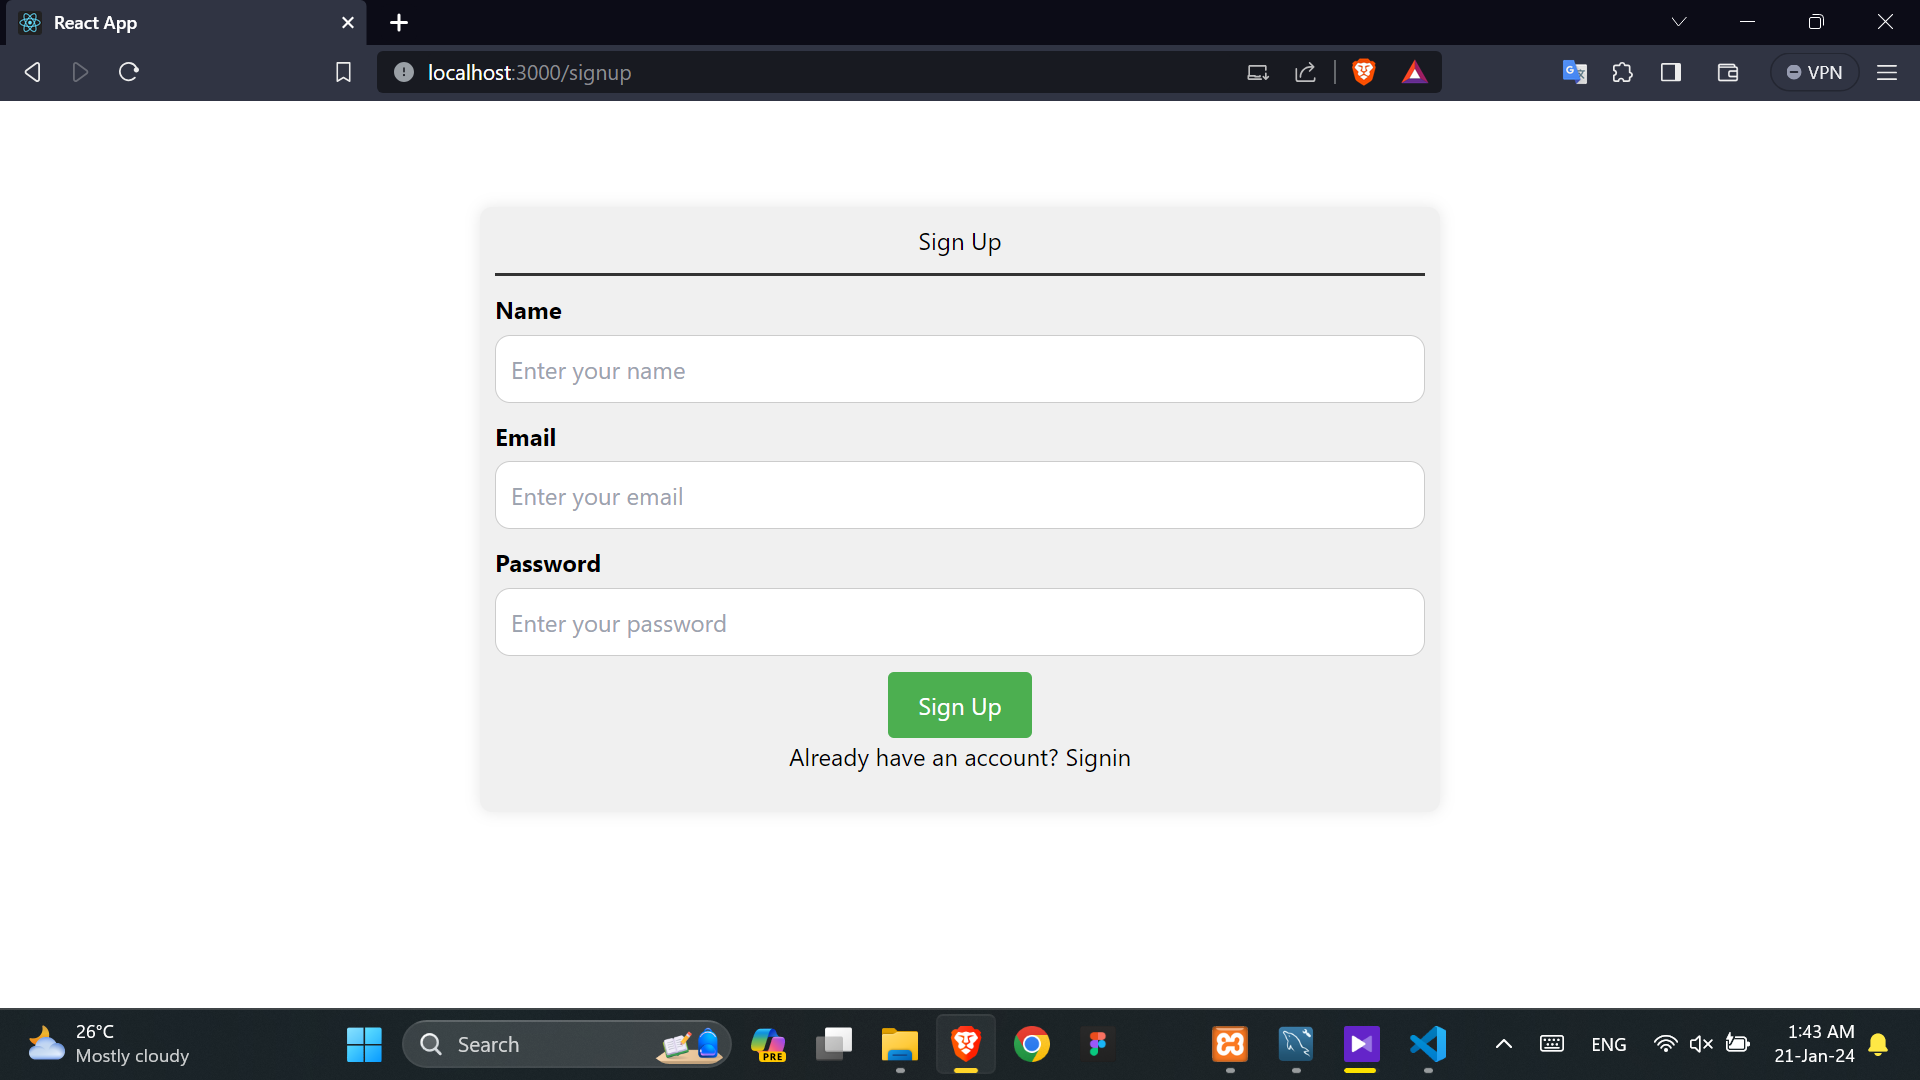 React App
localhost:3000/signup
VPN
Sign Up
Name
Enter your name
Email
Enter your email
Password
Enter your password
Sign Up
Already have an account? Signin
26°C
Mostly cloudy
Search
PRE
ENG
1:43 AM
21-Jan-24